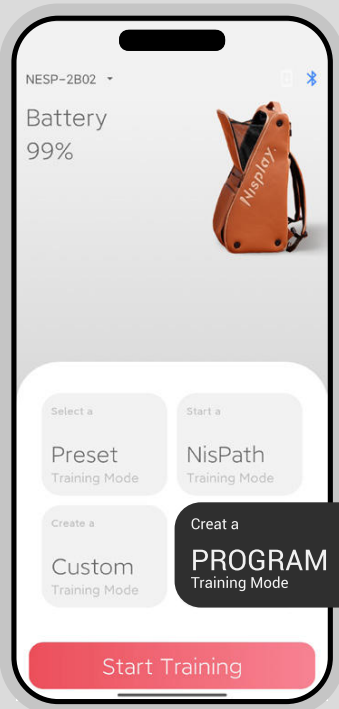 NESP-2B02
Battery
99%
Nisplay.
Select a
Preset
Training Mode
Start a
NisPath
Training Mode
Create a
Custom
Training Mode
Creat a
PROGRAM
Training Mode
Start Training